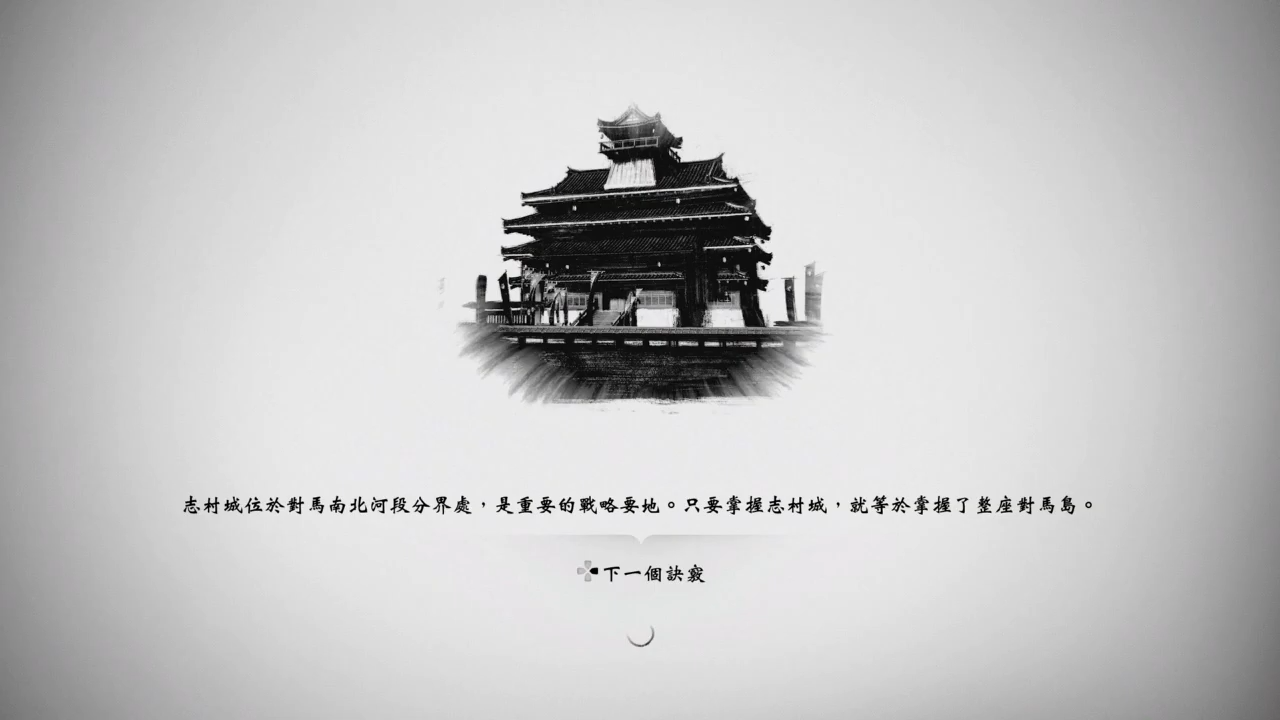 志村城位於對馬南北河段分界處，是重要的戰略要地。只要掌握志村城，就等於掌握了整座對馬島。
下一個訣竅